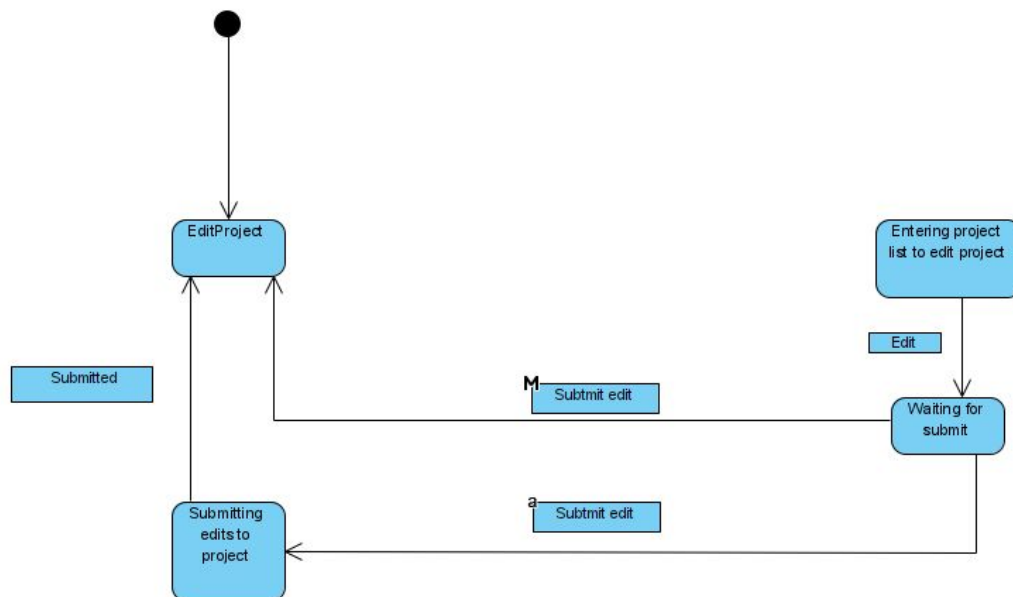 EditProject
Entering project
list to edit project
Edit
Submitted
M
Subtmit edit
Waiting for
submit
a
Subtmit edit
Submitting
edits to
project